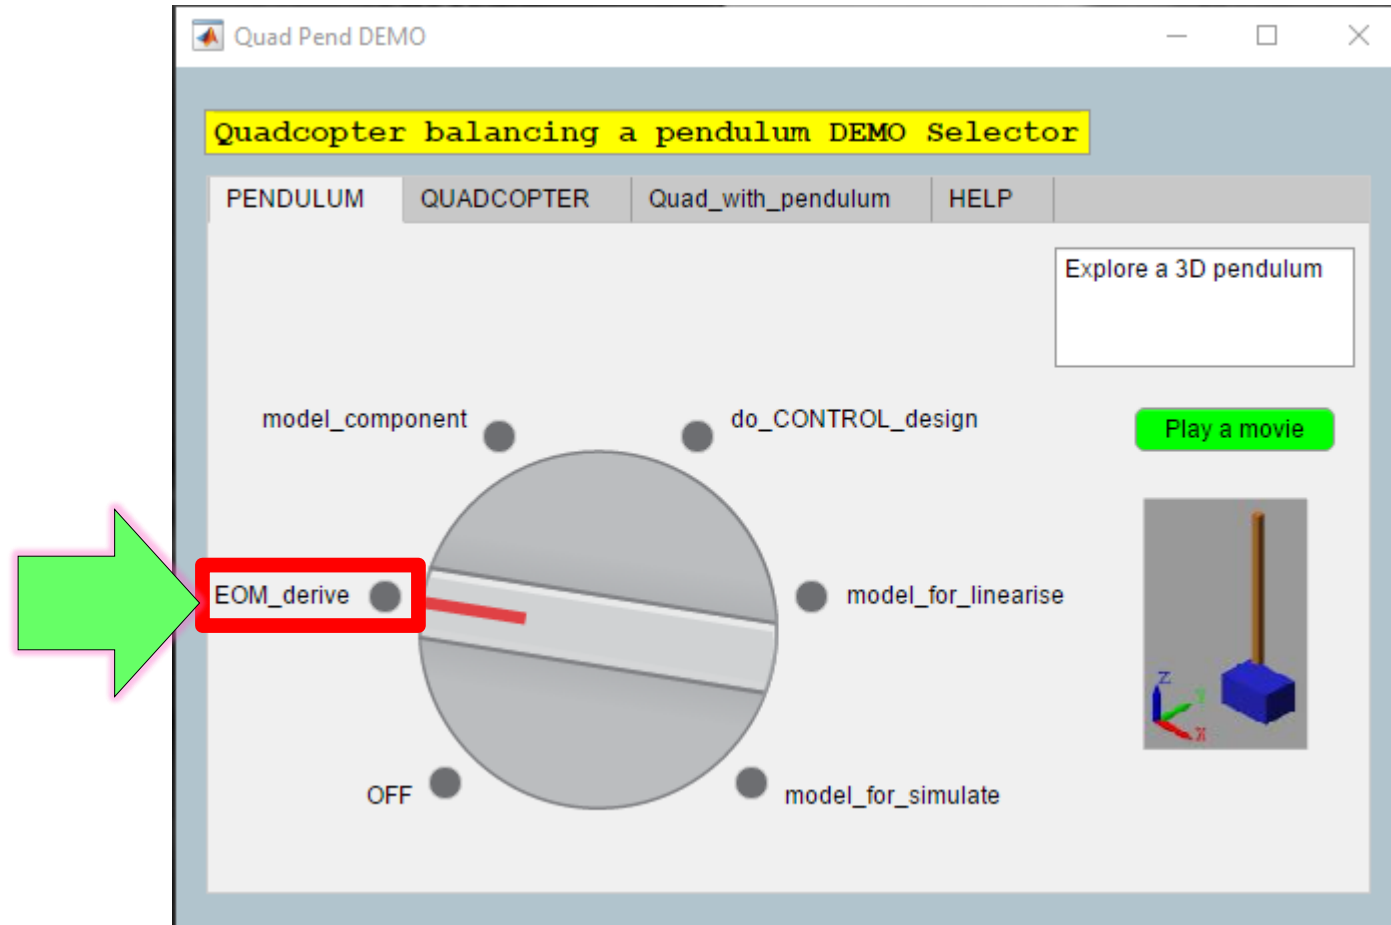 Quad Pend DEMO
Quadcopter balancing a pendulum DEMO Selector
PENDULUM QUADCOPTER Quad_with_pendulum HELP
Explore a 3D pendulum
model_component
do_CONTROL_design
Play a movie
EOM_derive
model_for_linearise
OFF
model_for_simulate
Z
Y
X